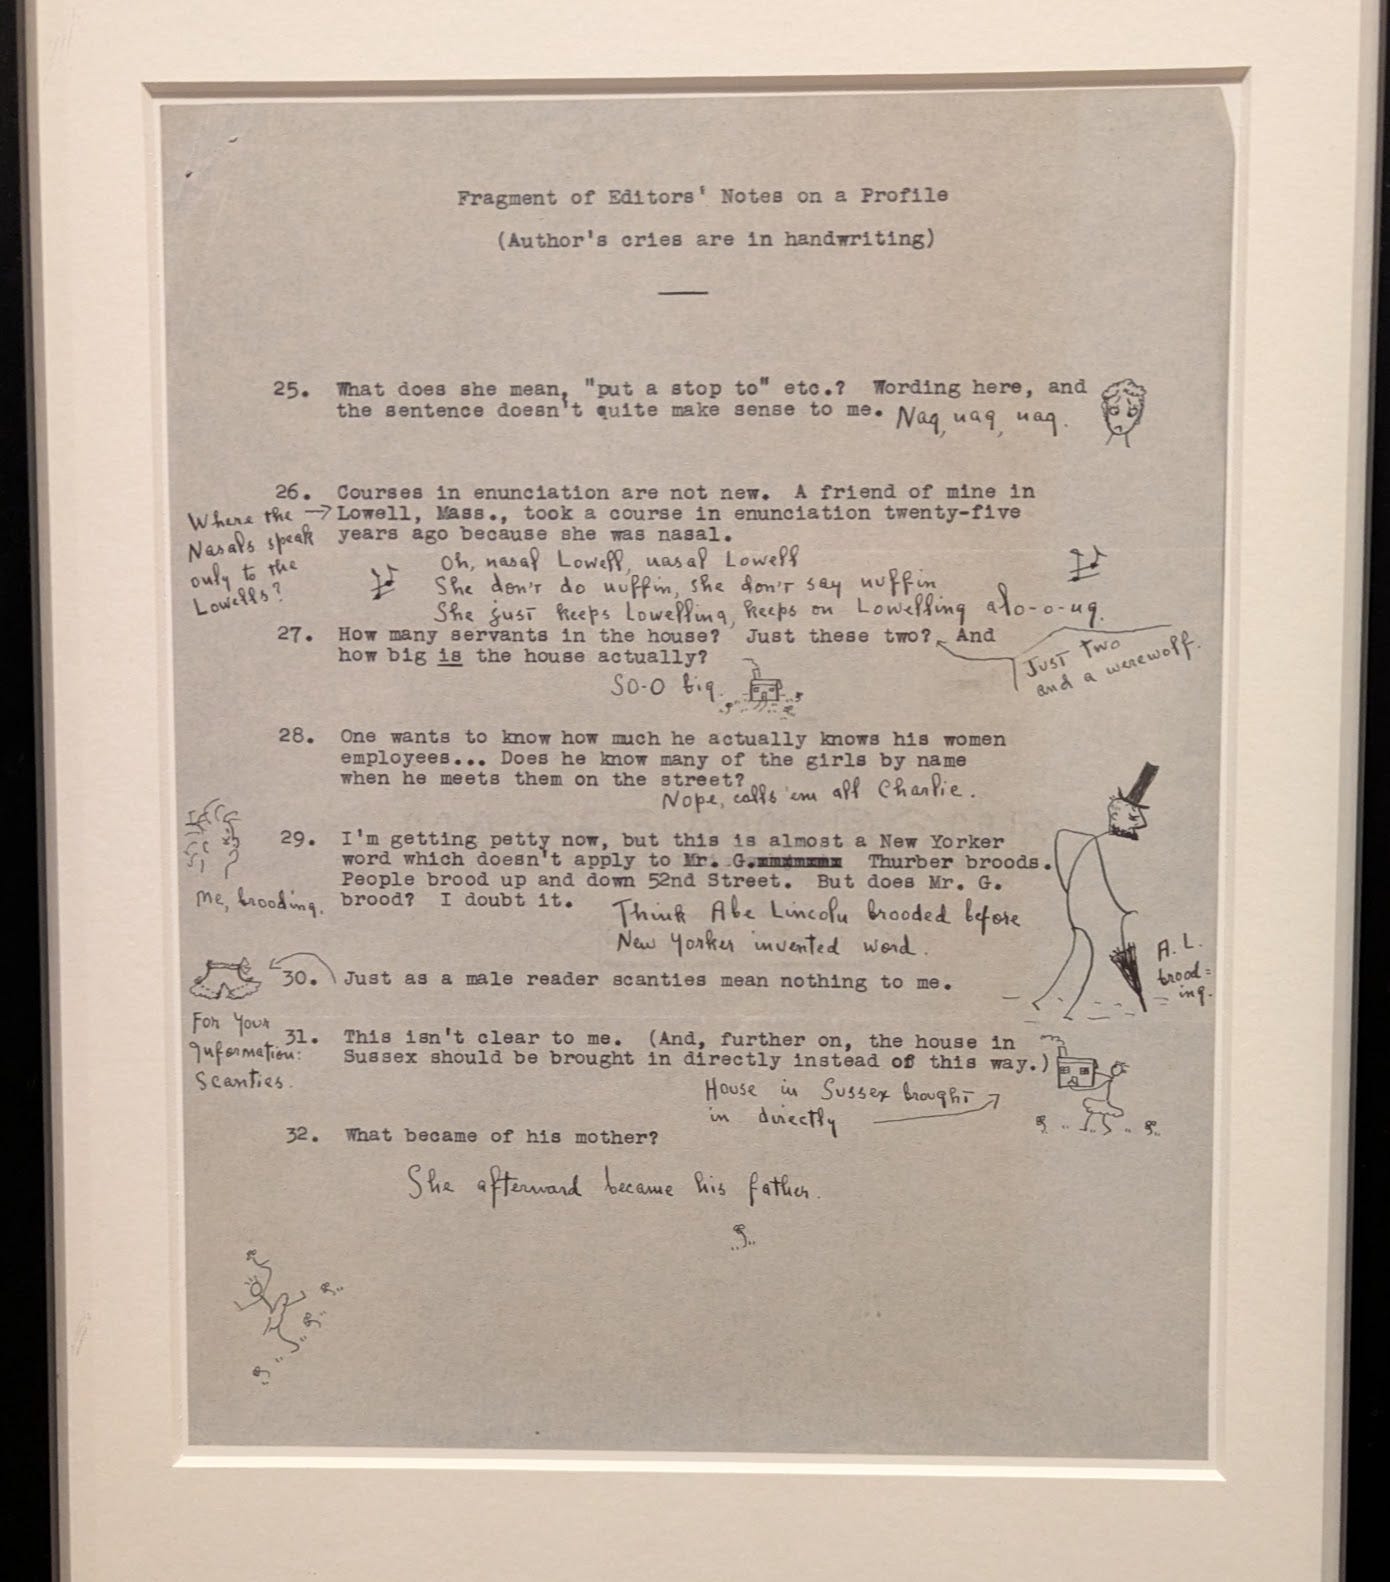 Fragment of Editors' Notes on a Profile
(Author's cries are in handwriting)
25. What does she mean, "put a stop to" etc.? Wording here, and
the sentence doesn't quite make sense to me. Nag, nag, nag.
26. Courses in enunciation are not new. A friend of mine in
Lowell, Mass., took a course in enunciation twenty-five
years ago because she was nasal.
Where the
Nasals speak
only to the
Lowells?
Oh, nasal Lowell, nasal Lowell
She don't do nuffin, she don't say nuffin
She just keeps Lowelling, keeps on Lowelling alo-o-ng.
27. How many servants in the house? Just these two? And
how big is the house actually?
Just two
and a werewolf.
SO-O big.
28. One wants to know how much he actually knows his women
employees... Does he know many of the girls by name
when he meets them on the street?
Nope, calls 'em all Charlie.
29. I'm getting petty now, but this is almost a New Yorker
word which doesn't apply to Mr. G. Thurber broods.
People brood up and down 52nd Street. But does Mr. G.
brood? I doubt it.
Me, brooding.
Think Abe Lincoln brooded before
New Yorker invented word.
A. L.
brood=
ing.
30. Just as a male reader scanties mean nothing to me.
For Your
Information:
Scanties.
31. This isn't clear to me. (And, further on, the house in
Sussex should be brought in directly instead of this way.)
House in Sussex brought
in directly
32. What became of his mother?
She afterward became his father.